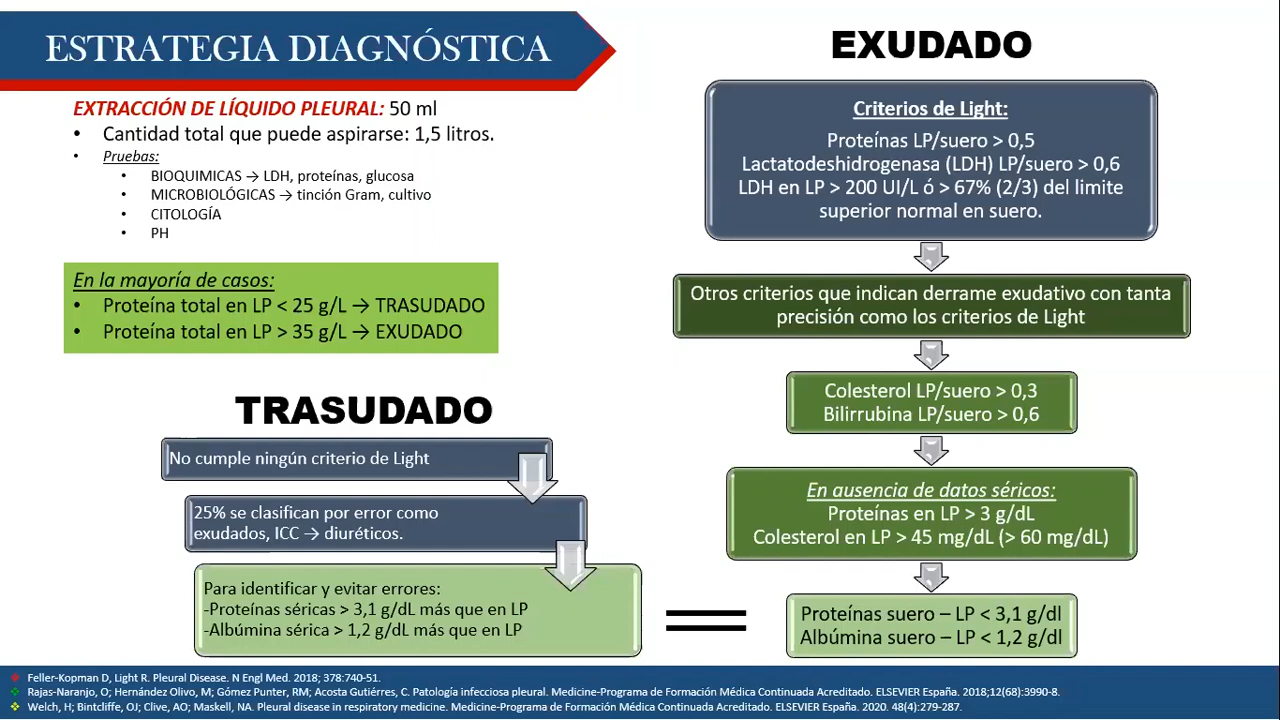 ESTRATEGIA DIAGNÓSTICA
EXTRACCIÓN DE LÍQUIDO PLEURAL: 50 ml
• Cantidad total que puede aspirarse: 1,5 litros.
• Pruebas:
• BIOQUIMICAS → LDH, proteínas, glucosa
• MICROBIOLÓGICAS → tinción Gram, cultivo
• CITOLOGÍA
• PH
En la mayoría de casos:
• Proteína total en LP < 25 g/L → TRASUDADO
• Proteína total en LP > 35 g/L → EXUDADO
TRASUDADO
No cumple ningún criterio de Light
25% se clasifican por error como
exudados, ICC → diuréticos.
Para identificar y evitar errores:
-Proteínas séricas > 3,1 g/dL más que en LP
-Albúmina sérica > 1,2 g/dL más que en LP
EXUDADO
Criterios de Light:
Proteínas LP/suero > 0,5
Lactatodeshidrogenasa (LDH) LP/suero > 0,6
LDH en LP > 200 UI/L ó > 67% (2/3) del limite
superior normal en suero.
Otros criterios que indican derrame exudativo con tanta
precisión como los criterios de Light
Colesterol LP/suero > 0,3
Bilirrubina LP/suero > 0,6
En ausencia de datos séricos:
Proteínas en LP > 3 g/dL
Colesterol en LP > 45 mg/dL (> 60 mg/dL)
Proteínas suero – LP < 3,1 g/dl
Albúmina suero – LP < 1,2 g/dl
Feller-Kopman D, Light R. Pleural Disease. N Engl Med. 2018; 378:740-51.
Rajas-Naranjo, O; Hernández Olivo, M; Gómez Punter, RM; Acosta Gutiérres, C. Patología infecciosa pleural. Medicine-Programa de Formación Médica Continuada Acreditado. ELSEVIER España. 2018;12(68):3990-8.
Welch, H; Bintcliffe, OJ; Clive, AO; Maskell, NA. Pleural disease in respiratory medicine. Medicine-Programa de Formación Médica Continuada Acreditado. ELSEVIER España. 2020. 48(4):279-287.